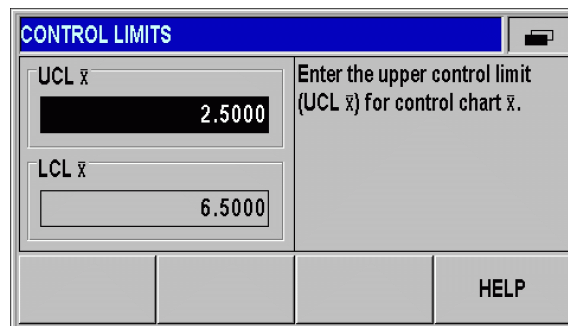 CONTROL LIMITS
UCL x̅
2.5000
LCL x̅
6.5000
Enter the upper control limit
(UCL x̅) for control chart x̅.
HELP